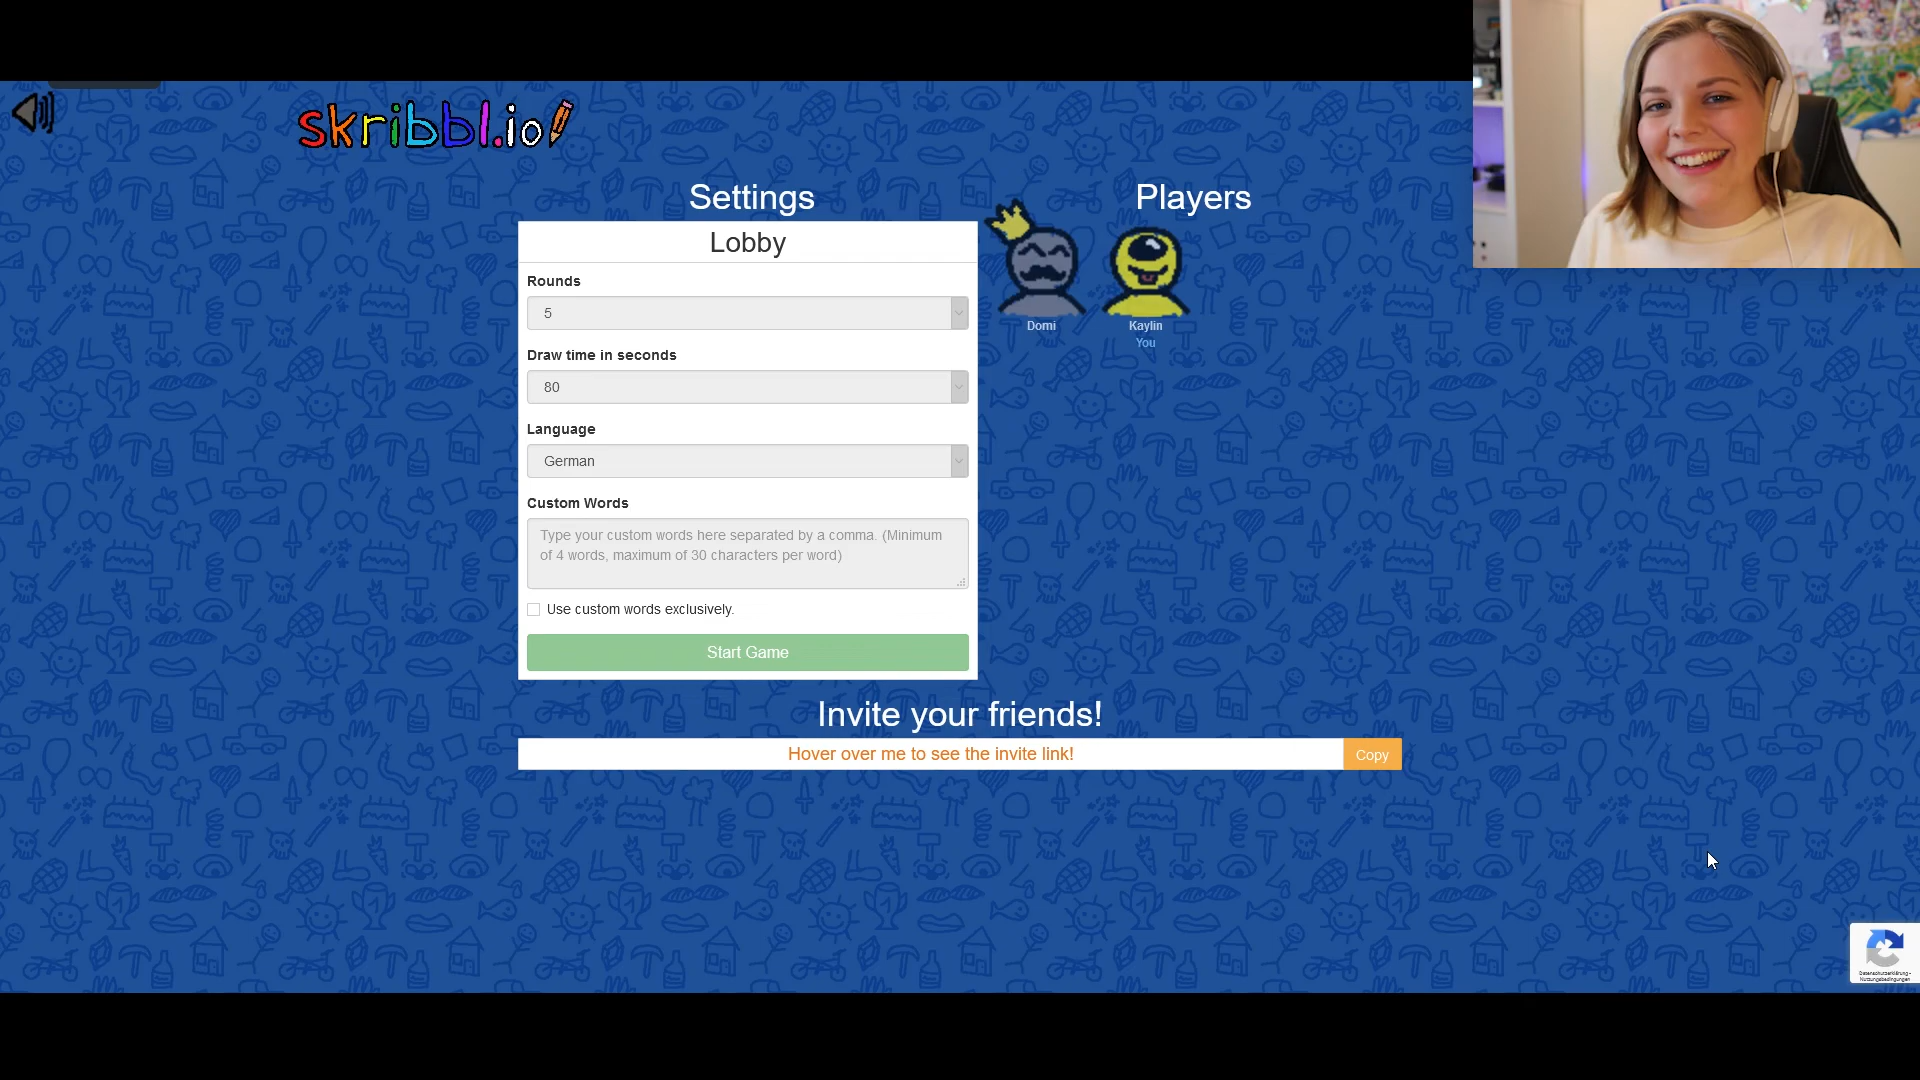 skribbl.io
Settings
Players
Lobby
Rounds
5
Domi
Kaylin
You
Draw time in seconds
80
Language
German
Custom Words
Type your custom words here separated by a comma. (Minimum
of 4 words, maximum of 30 characters per word)
Use custom words exclusively.
Start Game
Invite your friends!
Hover over me to see the invite link!
Copy
Datenschutzerklärung -
Nutzungsbedingungen